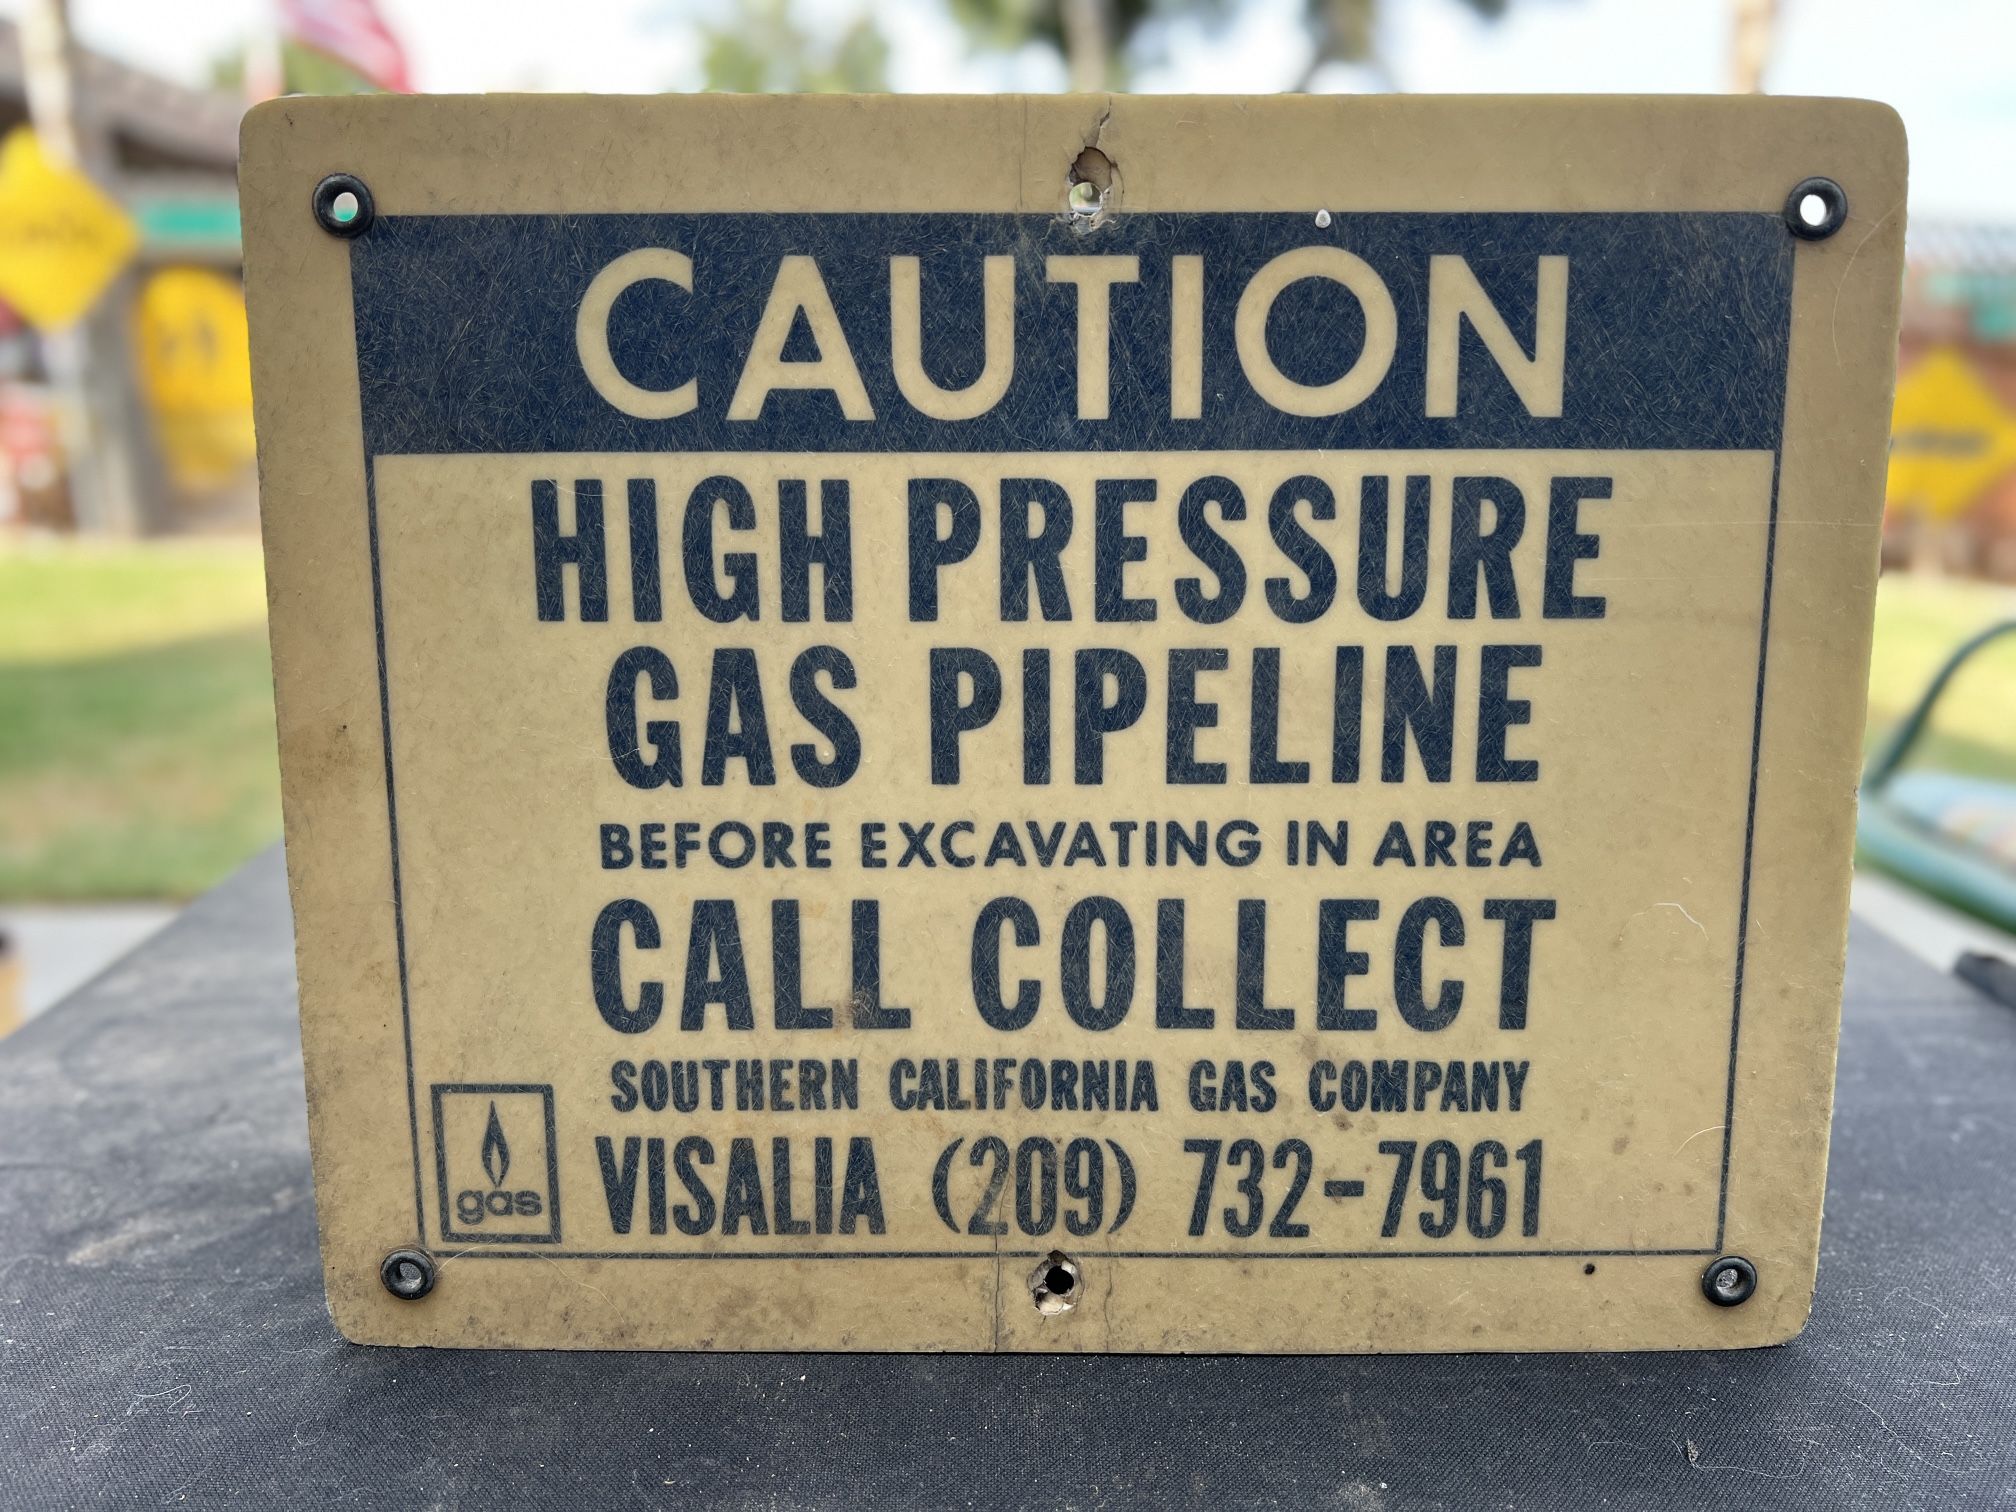 CAUTION
HIGH PRESSURE
GAS PIPELINE
BEFORE EXCAVATING IN AREA
CALL COLLECT
SOUTHERN CALIFORNIA GAS COMPANY
gas
VISALIA (209) 732-7961